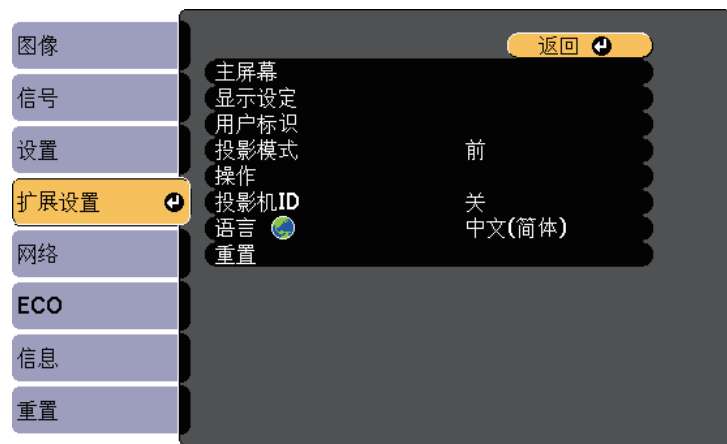 图像
信号
设置
扩展设置
网络
ECO
信息
重置
返回
主屏幕
显示设定
用户标识
投影模式 前
操作
投影机ID 关
语言 中文(简体)
重置